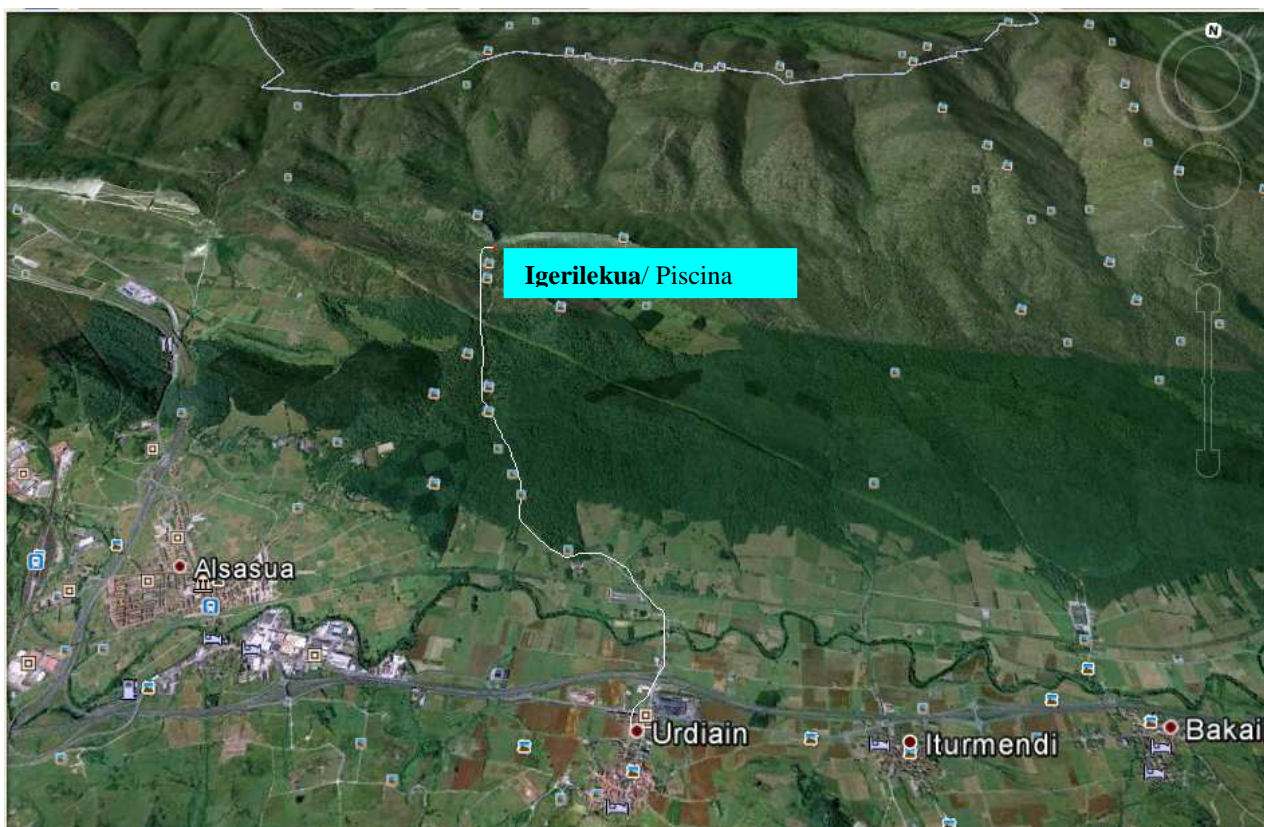 N
Igerilekua/ Piscina
Alsasua
Urdiain
Iturmendi
Bakai